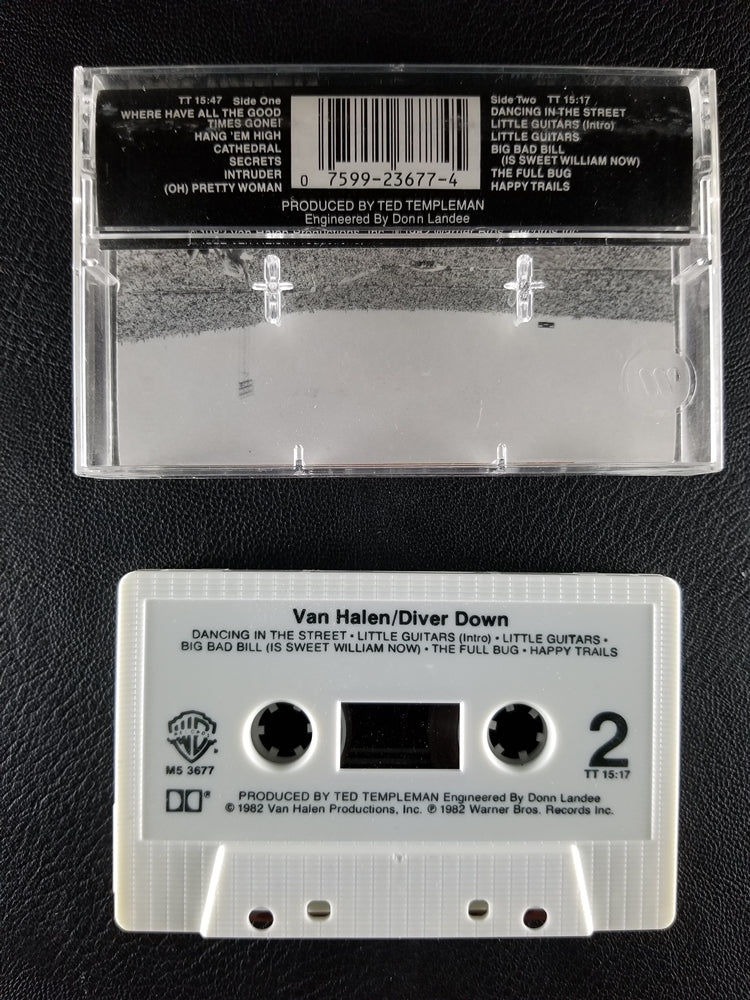 TT 15:47 Side One
WHERE HAVE ALL THE GOOD
TIMES GONE!
HANG 'EM HIGH
CATHEDRAL
SECRETS
INTRUDER
(OH) PRETTY WOMAN
0 7599-23677-4
Side Two TT 15:17
DANCING IN THE STREET
LITTLE GUITARS (Intro)
LITTLE GUITARS
BIG BAD BILL
(IS SWEET WILLIAM NOW)
THE FULL BUG
HAPPY TRAILS
PRODUCED BY TED TEMPLEMAN
Engineered By Donn Landee
Van Halen/Diver Down
DANCING IN THE STREET • LITTLE GUITARS (Intro) • LITTLE GUITARS •
BIG BAD BILL (IS SWEET WILLIAM NOW) • THE FULL BUG • HAPPY TRAILS
M5 3677
2
TT 15:17
PRODUCED BY TED TEMPLEMAN Engineered By Donn Landee
© 1982 Van Halen Productions, Inc. ℗ 1982 Warner Bros. Records Inc.